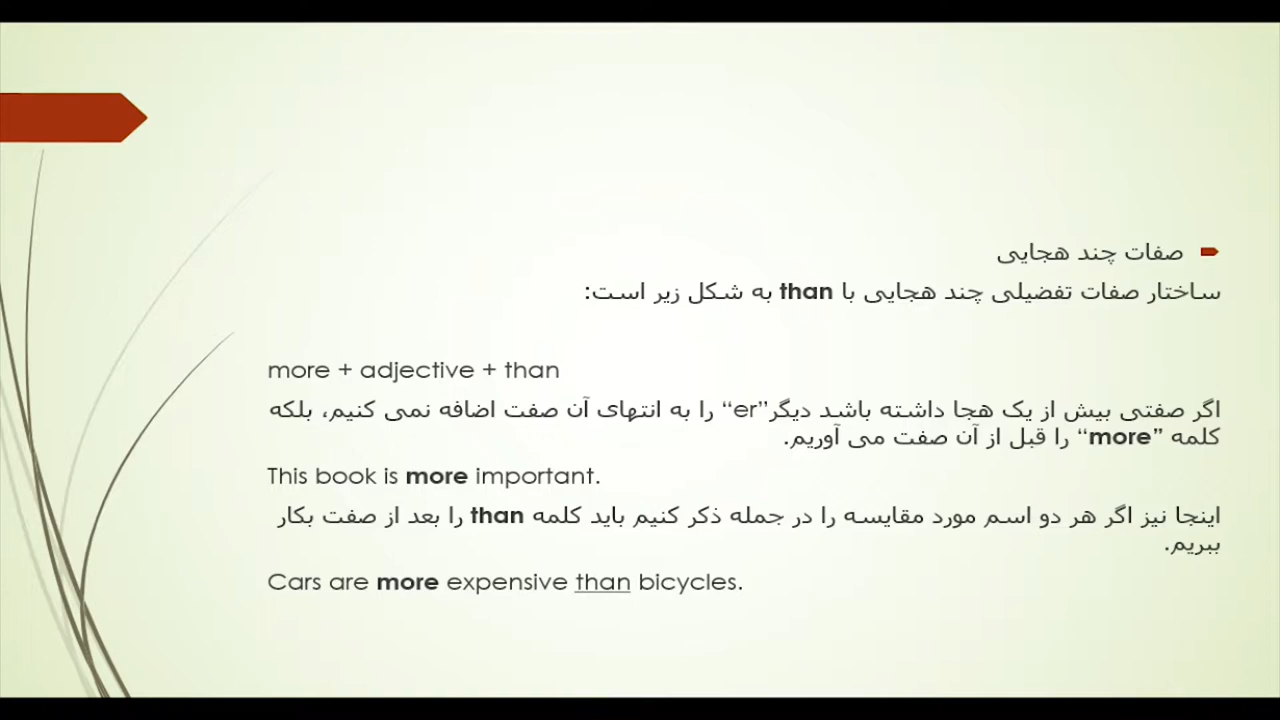 صفات چند هجایی
ساختار صفات تفضیلی چند هجایی با than به شکل زیر است:
more + adjective + than
اگر صفتی بیش از یک هجا داشته باشد دیگر”er“ را به انتهای آن صفت اضافه نمی کنیم، بلکه
کلمه ”more“ را قبل از آن صفت می آوریم.
This book is more important.
اینجا نیز اگر هر دو اسم مورد مقایسه را در جمله ذکر کنیم باید کلمه than را بعد از صفت بکار
ببریم.
Cars are more expensive than bicycles.